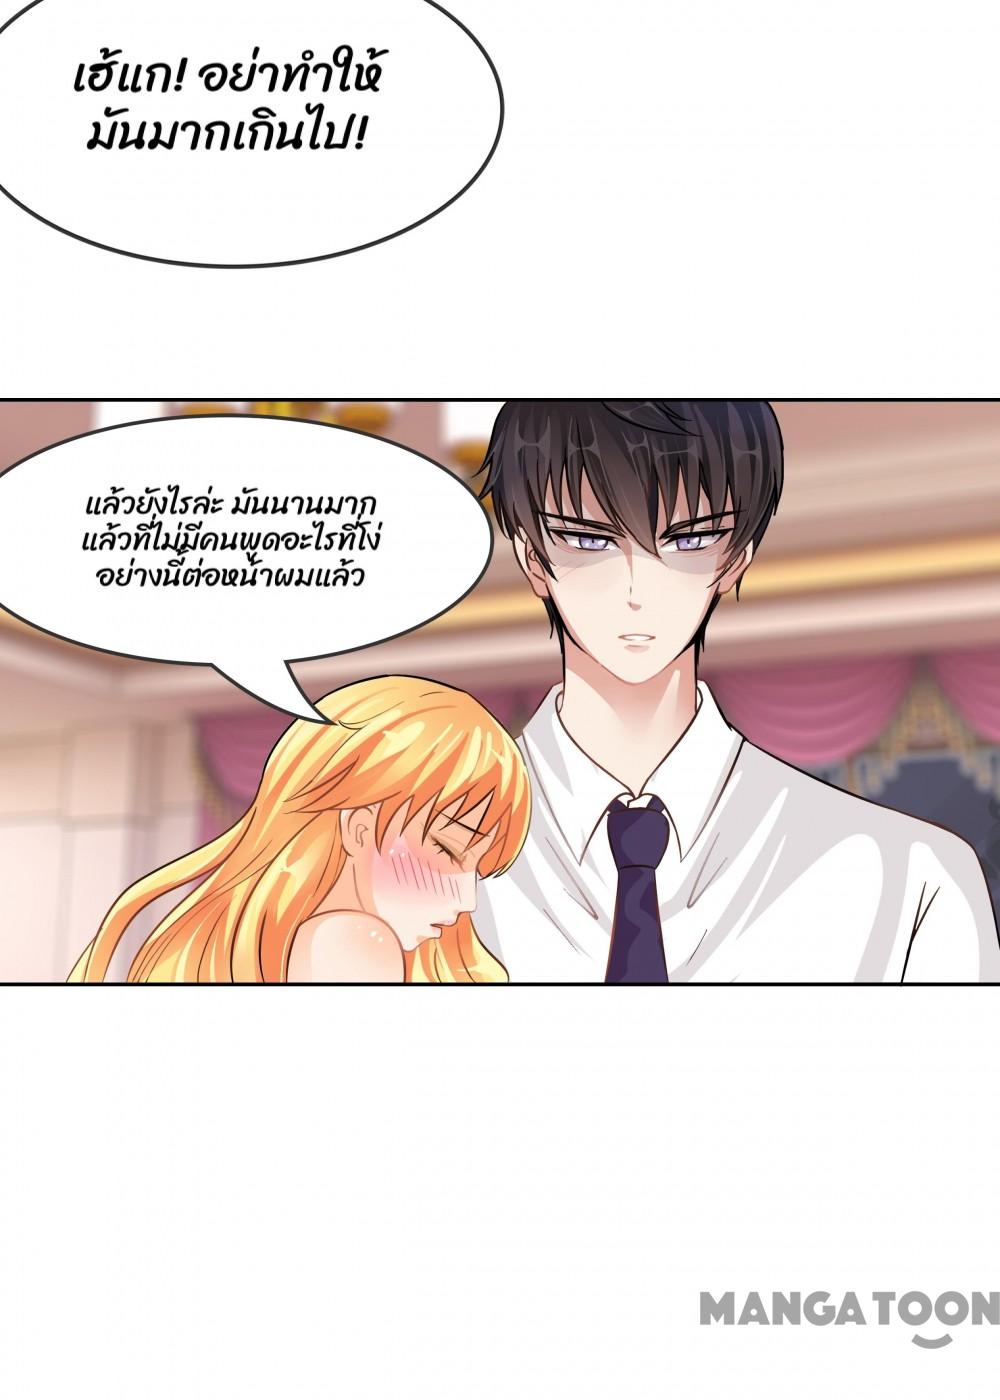 เฮ้แก! อย่าทำให้
มันมากเกินไป!
แล้วยังไรล่ะ มันนานมาก
แล้วที่ไม่มีคนพูดอะไรที่โง่
อย่างนี้ต่อหน้าผมแล้ว
MANGATOON